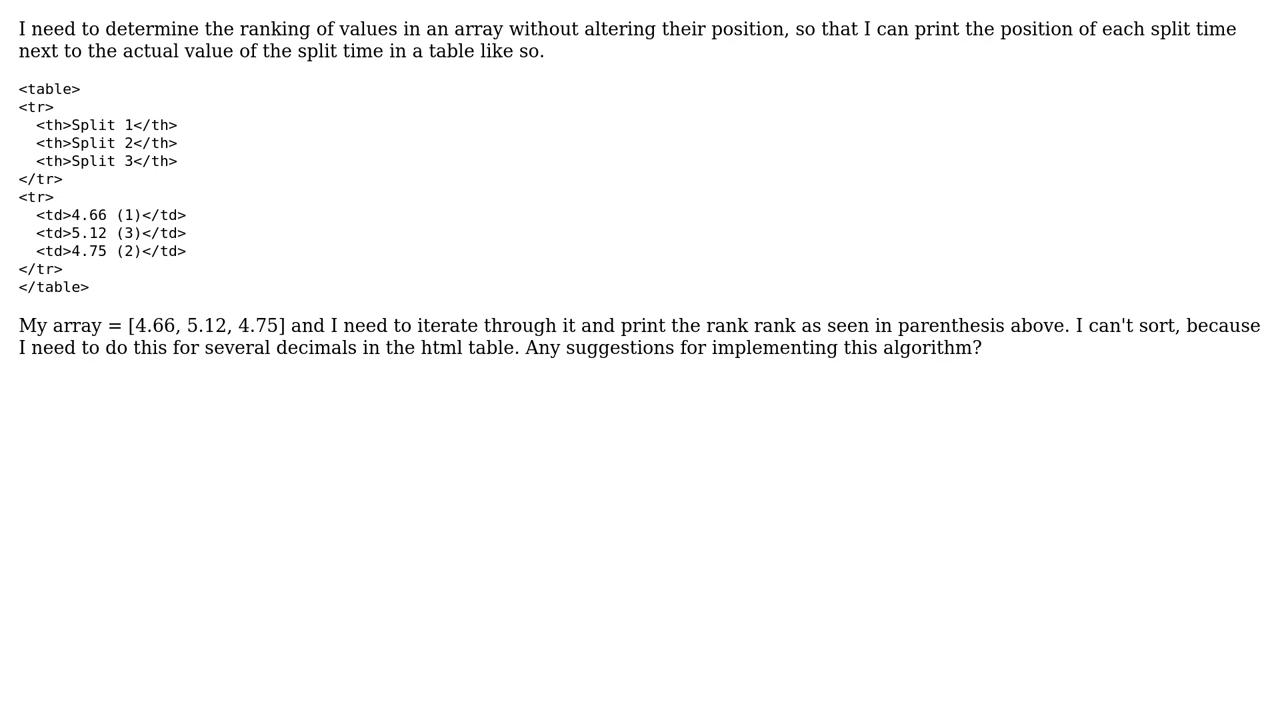 I need to determine the ranking of values in an array without altering their position, so that I can print the position of each split time
next to the actual value of the split time in a table like so.
<table>
<tr>
  <th>Split 1</th>
  <th>Split 2</th>
  <th>Split 3</th>
</tr>
<tr>
  <td>4.66 (1)</td>
  <td>5.12 (3)</td>
  <td>4.75 (2)</td>
</tr>
</table>
My array = [4.66, 5.12, 4.75] and I need to iterate through it and print the rank rank as seen in parenthesis above. I can't sort, because
I need to do this for several decimals in the html table. Any suggestions for implementing this algorithm?